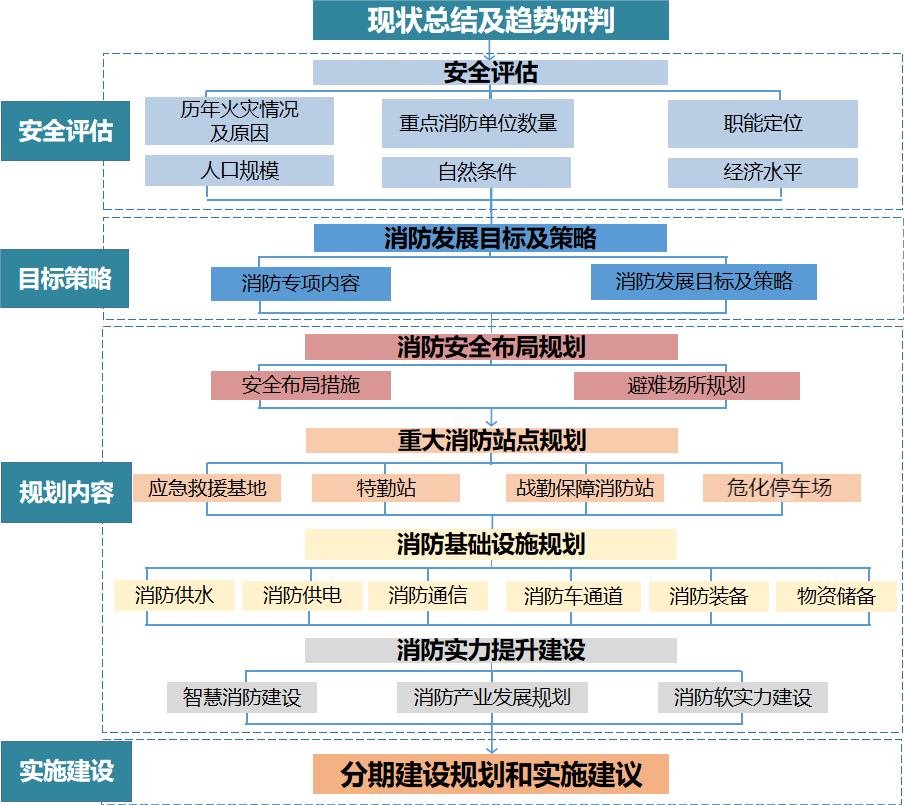 现状总结及趋势研判
安全评估
安全评估
历年火灾情况
及原因
重点消防单位数量
职能定位
人口规模
自然条件
经济水平
目标策略
消防发展目标及策略
消防专项内容
消防发展目标及策略
规划内容
消防安全布局规划
安全布局措施
避难场所规划
重大消防站点规划
应急救援基地
特勤站
战勤保障消防站
危化停车场
消防基础设施规划
消防供水
消防供电
消防通信
消防车通道
消防装备
物资储备
消防实力提升建设
智慧消防建设
消防产业发展规划
消防软实力建设
实施建设
分期建设规划和实施建议